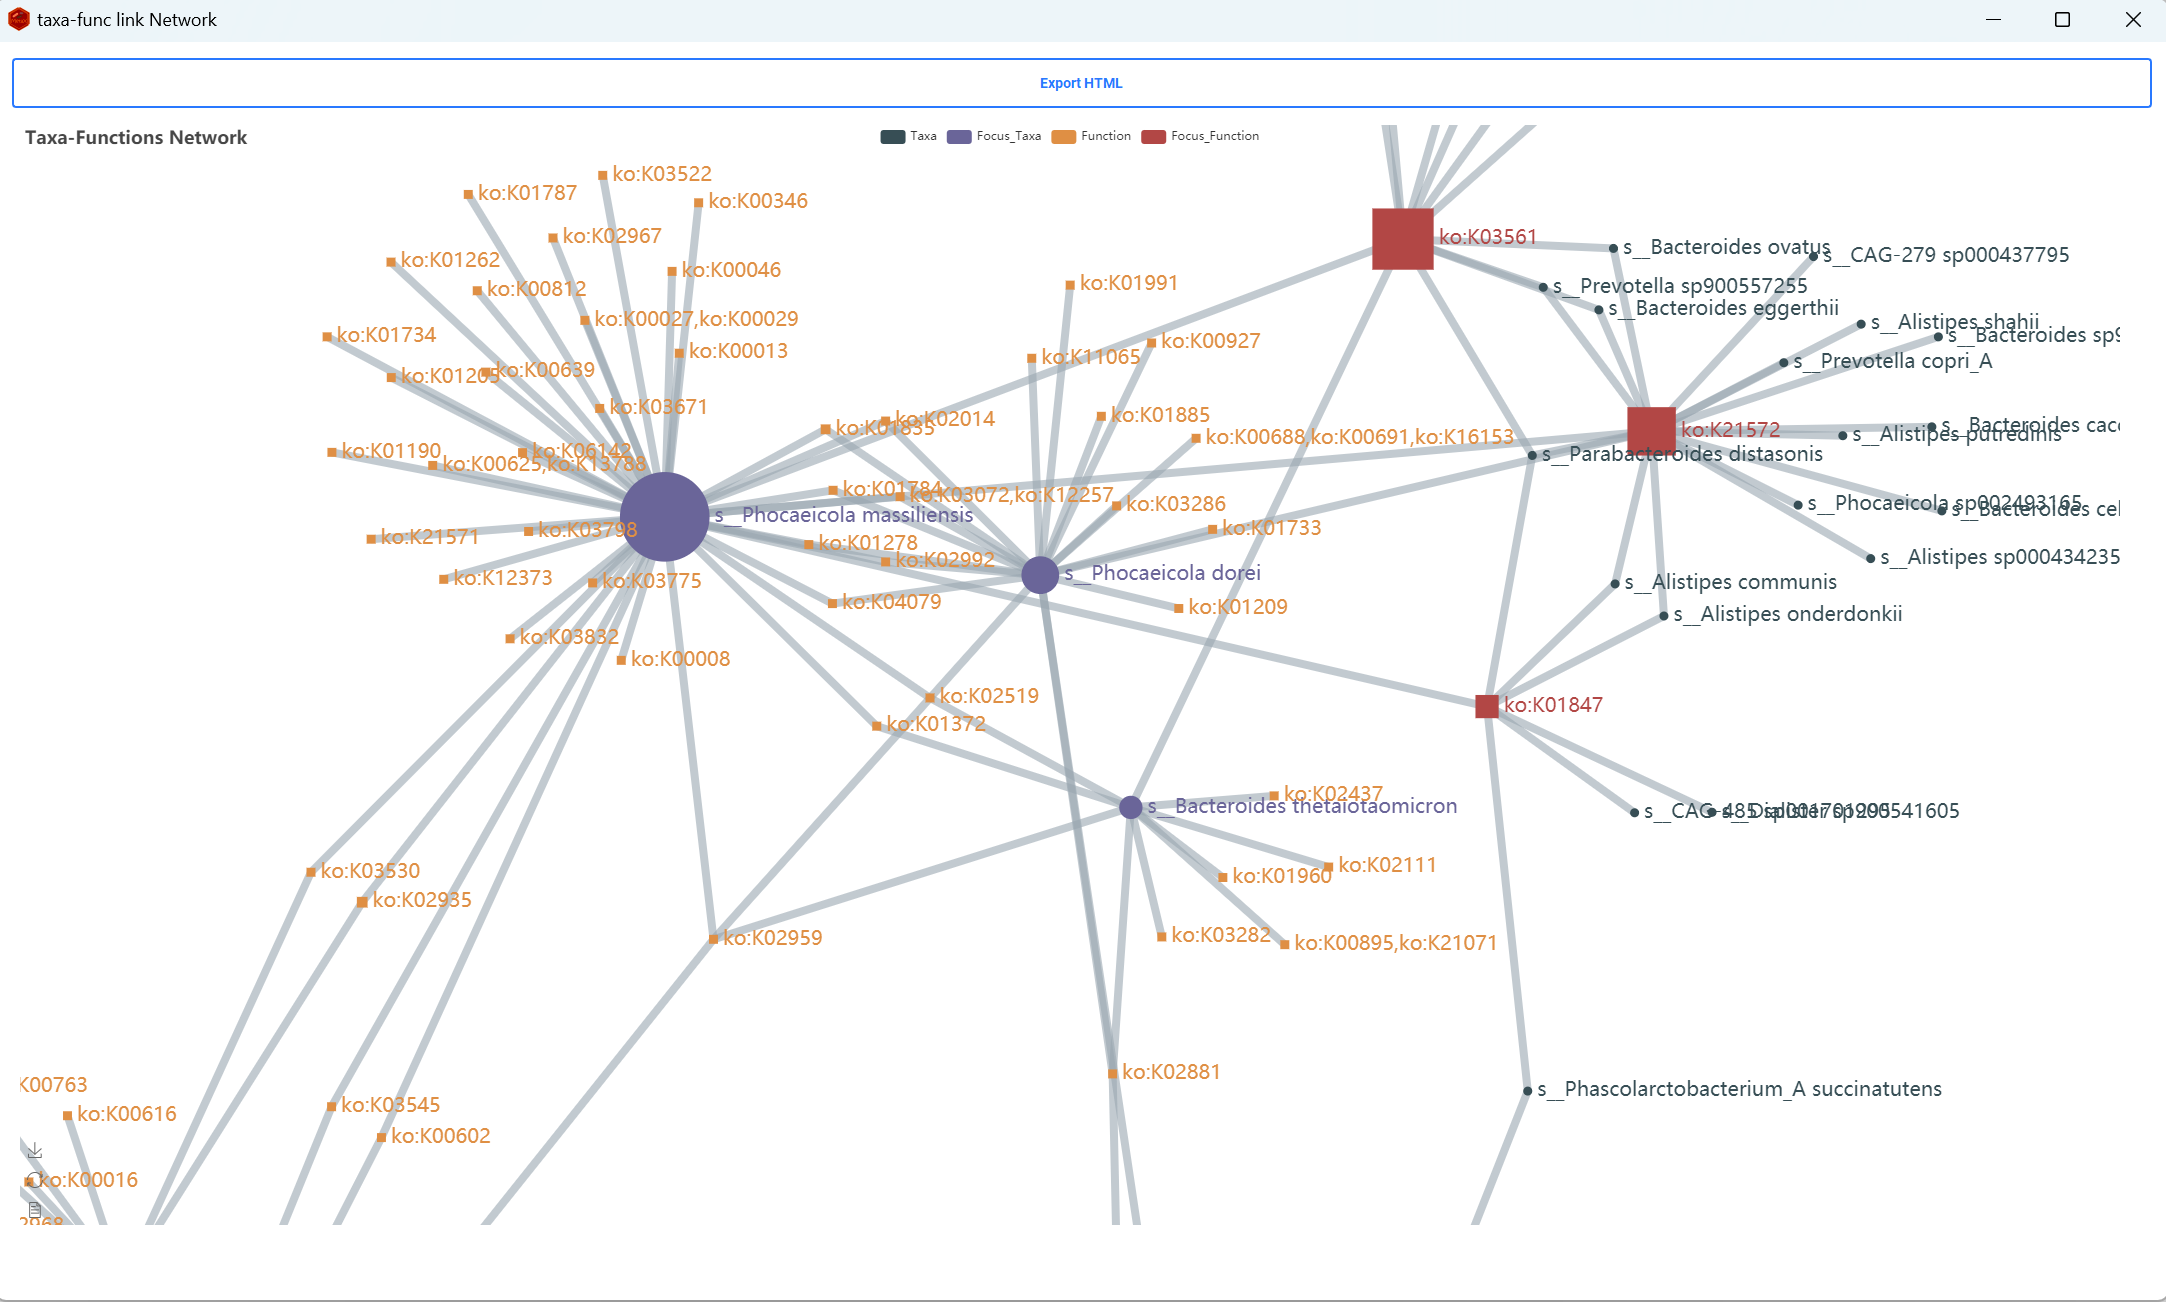 taxa-func link Network
Export HTML
Taxa-Functions Network
Taxa
Focus_Taxa
Function
Focus_Function
ko:K03522
ko:K01787
ko:K00346
ko:K02967
ko:K03561
s__Bacteroides ovatus
s__CAG-279 sp000437795
ko:K01262
ko:K00046
ko:K01991
s__Prevotella sp900557255
ko:K00812
s__Bacteroides eggerthii
ko:K00027,ko:K00029
s__Alistipes shahii
ko:K01734
s__Bacteroides sp9
ko:K00927
ko:K00013
ko:K11065
s__Prevotella copri_A
ko:K01205
ko:K00639
ko:K03671
ko:K01885
ko:K02014
ko:K01835
s__Bacteroides cacc
ko:K21572
s__Alistipes putredinis
ko:K00688,ko:K00691,ko:K16153
ko:K01190
ko:K06142
s__Parabacteroides distasonis
ko:K00625,ko:K13788
ko:K01784
ko:K03072,ko:K12257
ko:K03286
s__Phocaeicola sp002493165
s__Bacteroides cel
s__Phocaeicola massiliensis
ko:K01733
ko:K03798
ko:K21571
ko:K01278
ko:K02992
s__Alistipes sp000434235
s__Phocaeicola dorei
ko:K12373
ko:K03775
s__Alistipes communis
ko:K04079
ko:K01209
s__Alistipes onderdonkii
ko:K03832
ko:K00008
ko:K02519
ko:K01847
ko:K01372
ko:K02437
s__Bacteroides thetaiotaomicron
s__CAG-485
ko:K02111
ko:K03530
ko:K01960
ko:K02935
ko:K03282
ko:K02959
ko:K00895,ko:K21071
ko:K02881
K00763
s__Phascolarctobacterium_A succinatutens
ko:K03545
ko:K00616
ko:K00602
ko:K00016
2968